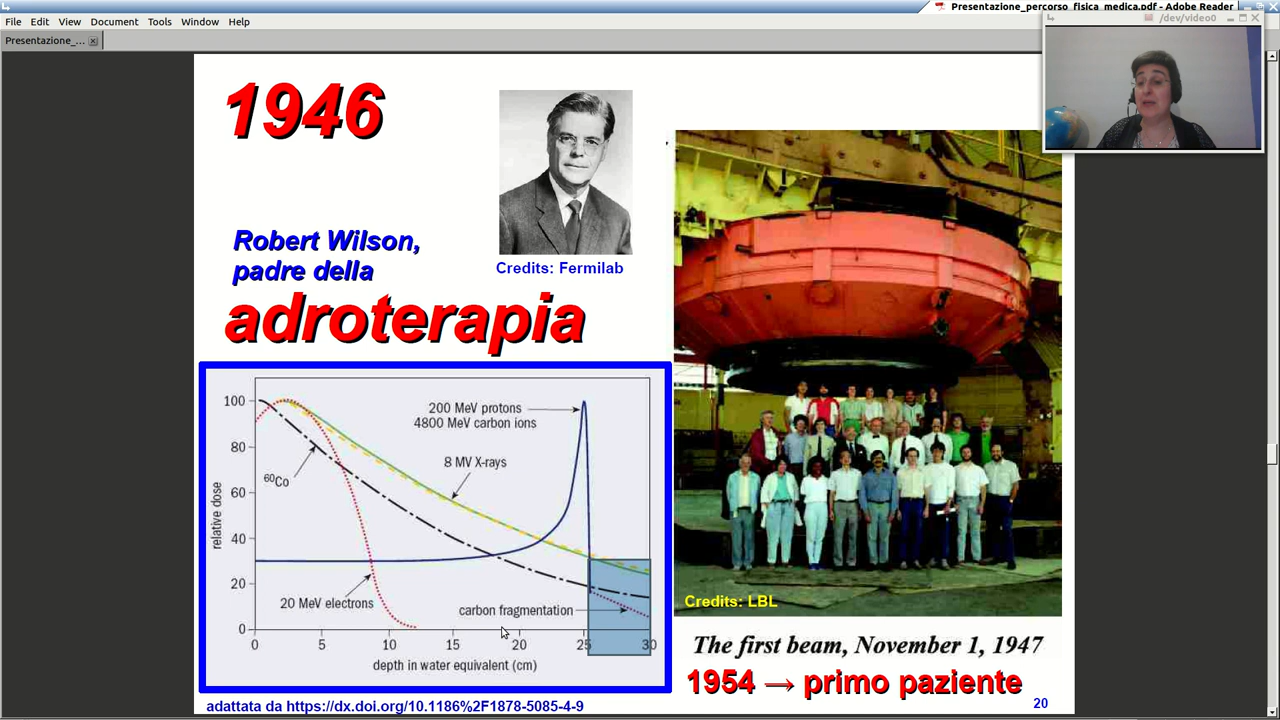 Presentazione_percorso_fisica_medica.pdf - Adobe Reader
File Edit View Document Tools Window Help
/dev/video0
Presentazione_...
1946
Robert Wilson,
padre della
adroterapia
Credits: Fermilab
100
80
60
40
20
0
relative dose
200 MeV protons
4800 MeV carbon ions
8 MV X-rays
60Co
20 MeV electrons
carbon fragmentation
0 5 10 15 20 25 30
depth in water equivalent (cm)
adattata da https://dx.doi.org/10.1186%2F1878-5085-4-9
Credits: LBL
The first beam, November 1, 1947
1954 → primo paziente
20